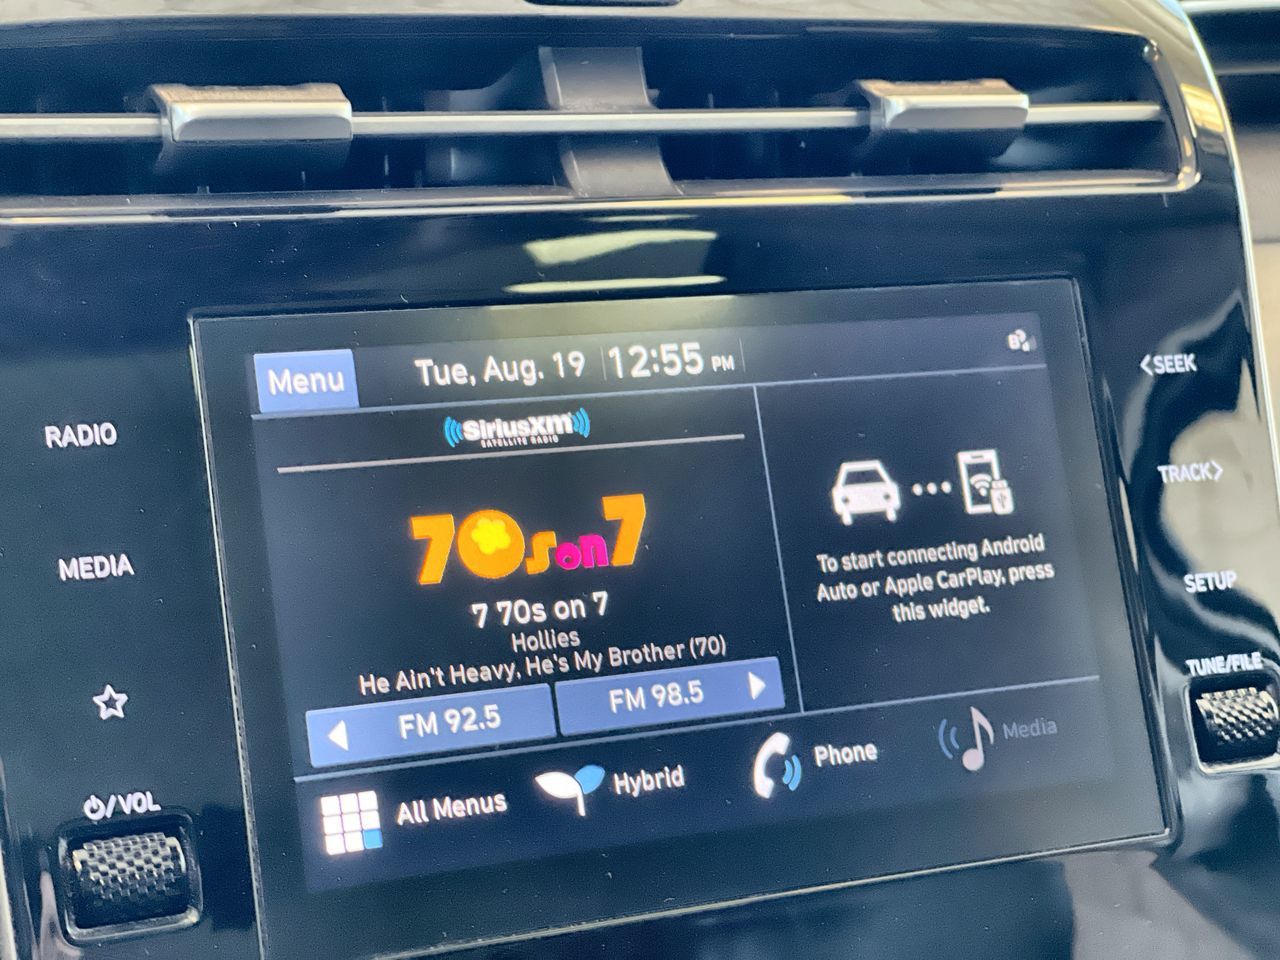 Menu
Tue, Aug. 19 12:55 PM
SiriusXM
SATELLITE RADIO
70s on 7
7 70s on 7
Hollies
He Ain't Heavy, He's My Brother (70)
FM 92.5
FM 98.5
To start connecting Android
Auto or Apple CarPlay, press
this widget.
All Menus
Hybrid
Phone
Media
RADIO
MEDIA
/VOL
<SEEK
TRACK>
SETUP
TUNE/FILE